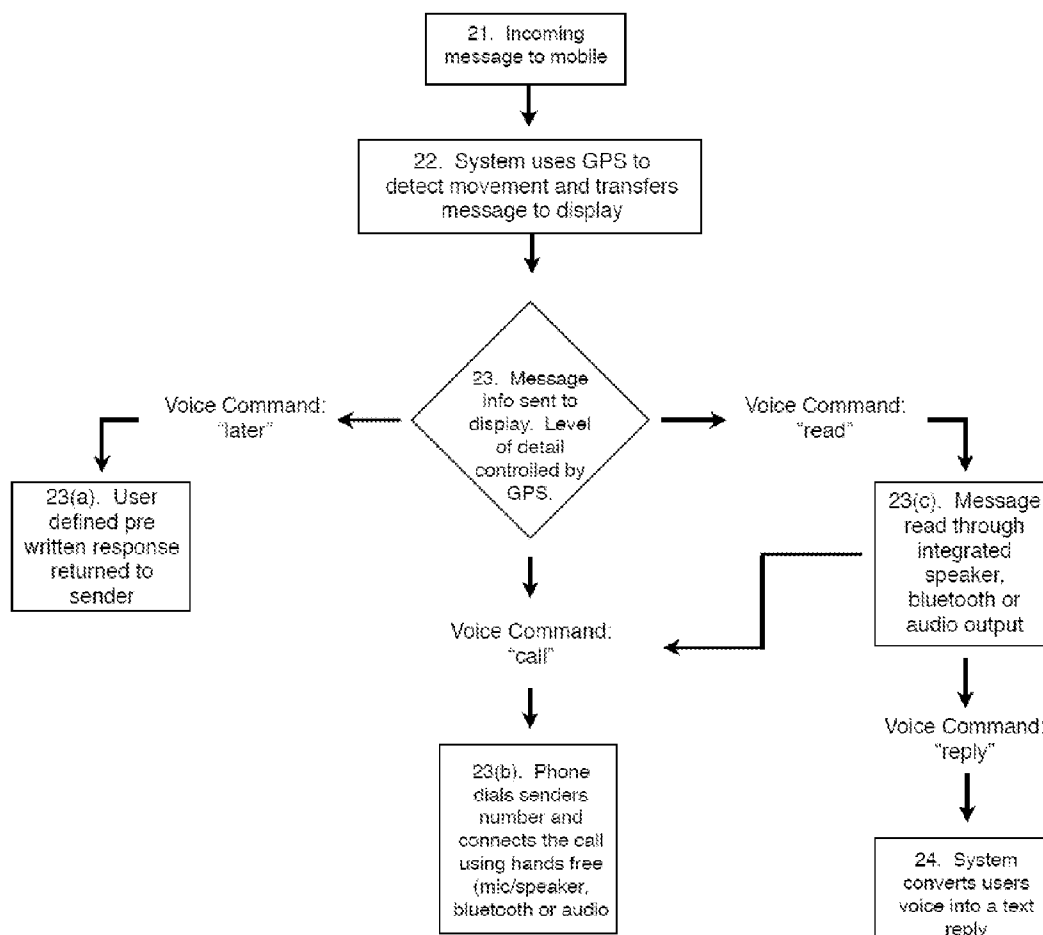 21. Incoming
message to mobile
22. System uses GPS to
detect movement and transfers
message to display
23. Message
info sent to
display. Level
of detail
controlled by
GPS.
Voice Command:
"later"
Voice Command:
"read"
23(a). User
defined pre
written response
returned to
sender
23(c). Message
read through
integrated
speaker,
bluetooth or
audio output
Voice Command:
"call"
Voice Command:
"reply"
23(b). Phone
dials senders
number and
connects the call
using hands free
(mic/speaker,
bluetooth or audio
24. System
converts users
voice into a text
reply